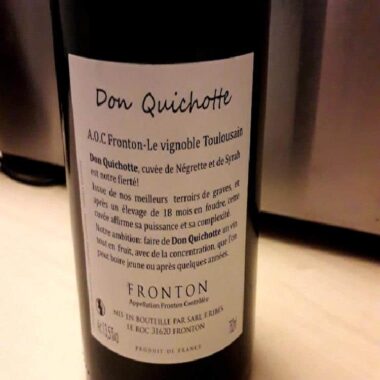 Don Quichotte
A.O.C Fronton-Le vignoble Toulousain
Don Quichotte, cuvée de Négrette et de Syrah
est notre fierté!
Issue de nos meilleurs terroirs de graves, et
après un élevage de 18 mois en foudre, cette
cuvée affirme sa puissance et sa complexité.
Notre ambition: faire de Don Quichotte un vin
tout en fruit, avec de la concentration, que l'on
peut boire jeune ou après quelques années.
FRONTON
Appellation Fronton Contrôlée
MIS EN BOUTEILLE PAR SARL F.RIBES
LE ROC 31620 FRONTON
PRODUIT DE FRANCE